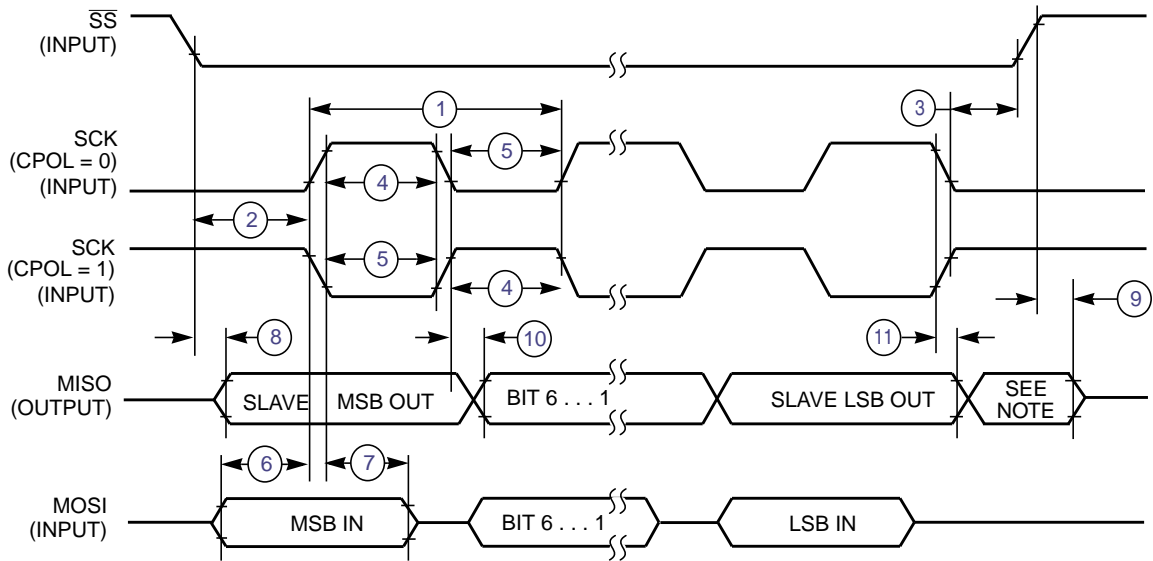 SS
(INPUT)
1
3
SCK
(CPOL = 0)
(INPUT)
5
4
2
SCK
(CPOL = 1)
(INPUT)
5
4
9
8
10
11
MISO
(OUTPUT)
SLAVE MSB OUT
BIT 6 . . . 1
SLAVE LSB OUT
SEE
NOTE
6
7
MOSI
(INPUT)
MSB IN
BIT 6 . . . 1
LSB IN